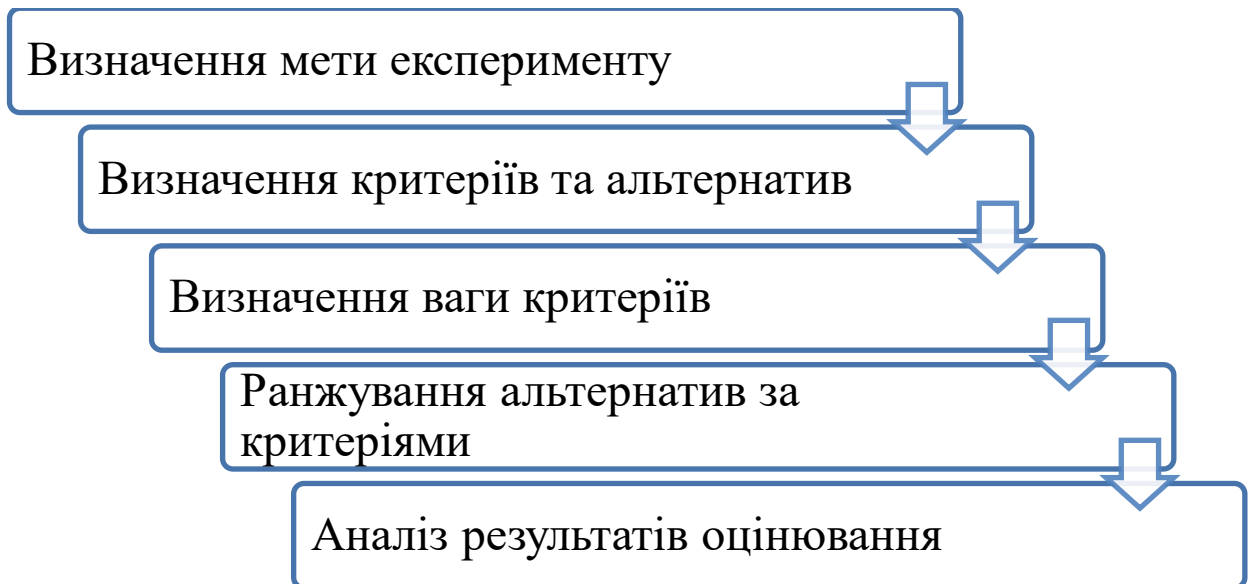 Визначення мети експерименту
Визначення критеріїв та альтернатив
Визначення ваги критеріїв
Ранжування альтернатив за
критеріями
Аналіз результатів оцінювання